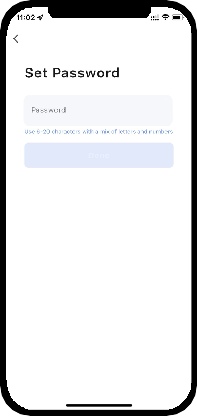 11:02
Set Password
Password
Use 6-20 characters with a mix of letters and numbers